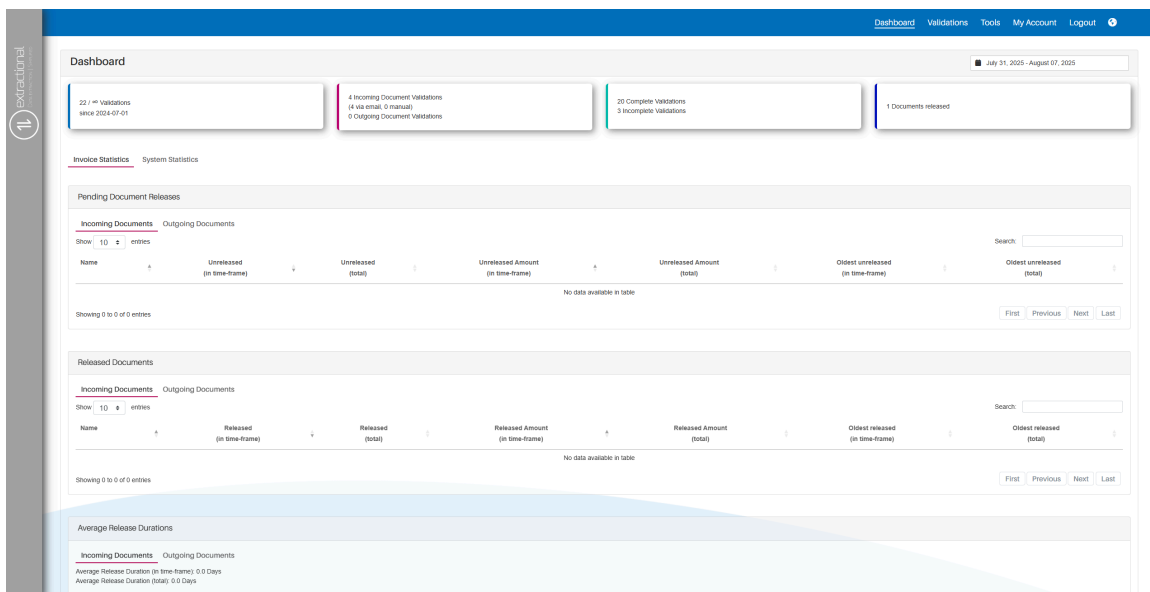 Dashboard Validations Tools My Account Logout
extractional
Dashboard
July 31, 2025 - August 07, 2025
22 / ∞ Validations
since 2024-07-01
4 Incoming Document Validations
(4 via email, 0 manual)
0 Outgoing Document Validations
20 Complete Validations
3 Incomplete Validations
1 Documents released
Invoice Statistics System Statistics
Pending Document Releases
Incoming Documents Outgoing Documents
Show 10 entries
Search:
Name Unreleased (in time-frame) Unreleased (total) Unreleased Amount (in time-frame) Unreleased Amount (total) Oldest unreleased (in time-frame) Oldest unreleased (total)
No data available in table
Showing 0 to 0 of 0 entries
First Previous Next Last
Released Documents
Incoming Documents Outgoing Documents
Show 10 entries
Search:
Name Released (in time-frame) Released (total) Released Amount (in time-frame) Released Amount (total) Oldest released (in time-frame) Oldest released (total)
No data available in table
Showing 0 to 0 of 0 entries
First Previous Next Last
Average Release Durations
Incoming Documents Outgoing Documents
Average Release Duration (in time-frame): 0.0 Days
Average Release Duration (total): 0.0 Days